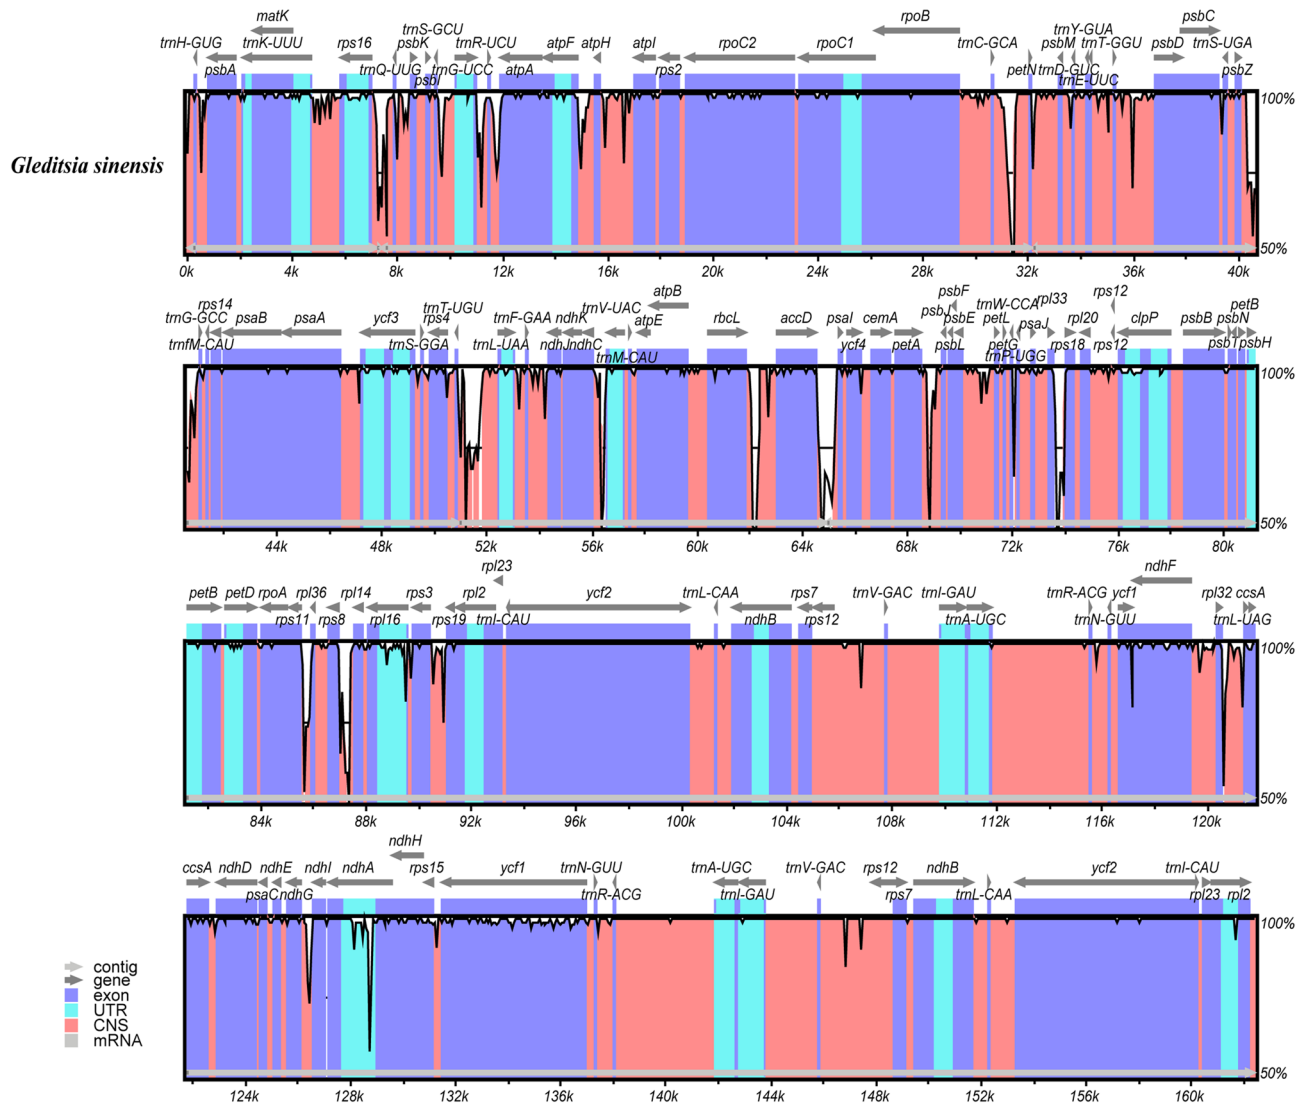 matK trnS-GCU rpoB trnY-GUA psbC
trnH-GUG trnK-UUU rps16 psbK trnR-UCU atpF atpH atpI rpoC2 rpoC1 trnC-GCA psbM trnT-GGU psbD trnS-UGA
psbA trnQ-UUG psbI trnG-UCC atpA rps2 petN trnD-GUC trnE-UUC psbZ
100%
Gleditsia sinensis
50%
0k 4k 8k 12k 16k 20k 24k 28k 32k 36k 40k
rps14 trnT-UGU trnV-UAC atpB psbF trnW-CCA rpl33 rps12 petB
trnG-GCC psaB psaA ycf3 rps4 trnF-GAA ndhK atpE rbcL accD psaI cemA psbJ psbE petL psaJ rpl20 clpP psbB psbN
trnfM-CAU trnS-GGA trnL-UAA ndhJ ndhC trnM-CAU ycf4 petA psbL petG trnP-UGG rps18 rps12 psbT psbH
100%
50%
44k 48k 52k 56k 60k 64k 68k 72k 76k 80k
rpl23 ndhF
petB petD rpoA rpl36 rpl14 rps3 rpl2 ycf2 trnL-CAA rps7 trnV-GAC trnI-GAU trnR-ACG ycf1 rpl32 ccsA
rps11 rps8 rpl16 rps19 trnI-CAU ndhB rps12 trnA-UGC trnN-GUU trnL-UAG
100%
50%
84k 88k 92k 96k 100k 104k 108k 112k 116k 120k
ndhH
ccsA ndhD ndhE ndhI ndhA rps15 ycf1 trnN-GUU trnA-UGC trnV-GAC rps12 ndhB ycf2 trnI-CAU
psaC ndhG trnR-ACG trnI-GAU rps7 trnL-CAA rpl23 rpl2
100%
contig
gene
exon
UTR
CNS
mRNA
50%
124k 128k 132k 136k 140k 144k 148k 152k 156k 160k